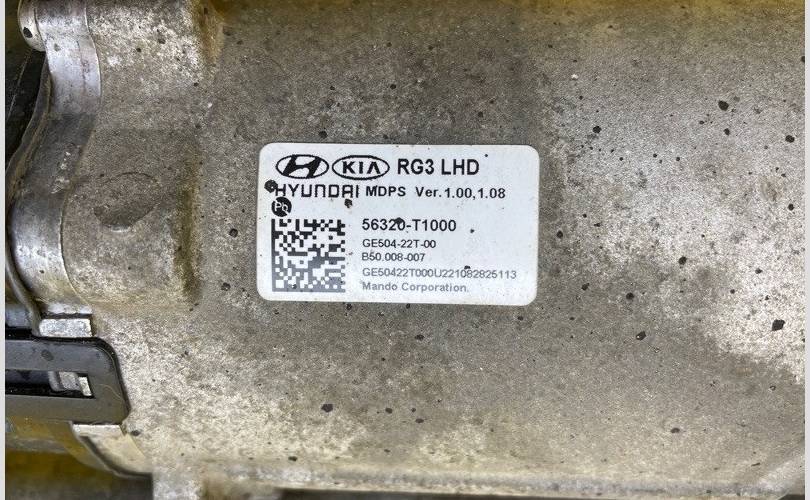 KIA RG3 LHD
HYUNDAI MDPS Ver.1.00,1.08
Pb
56320-T1000
GE504-22T-00
B50.008-007
GE50422T000U221082825113
Mando Corporation.